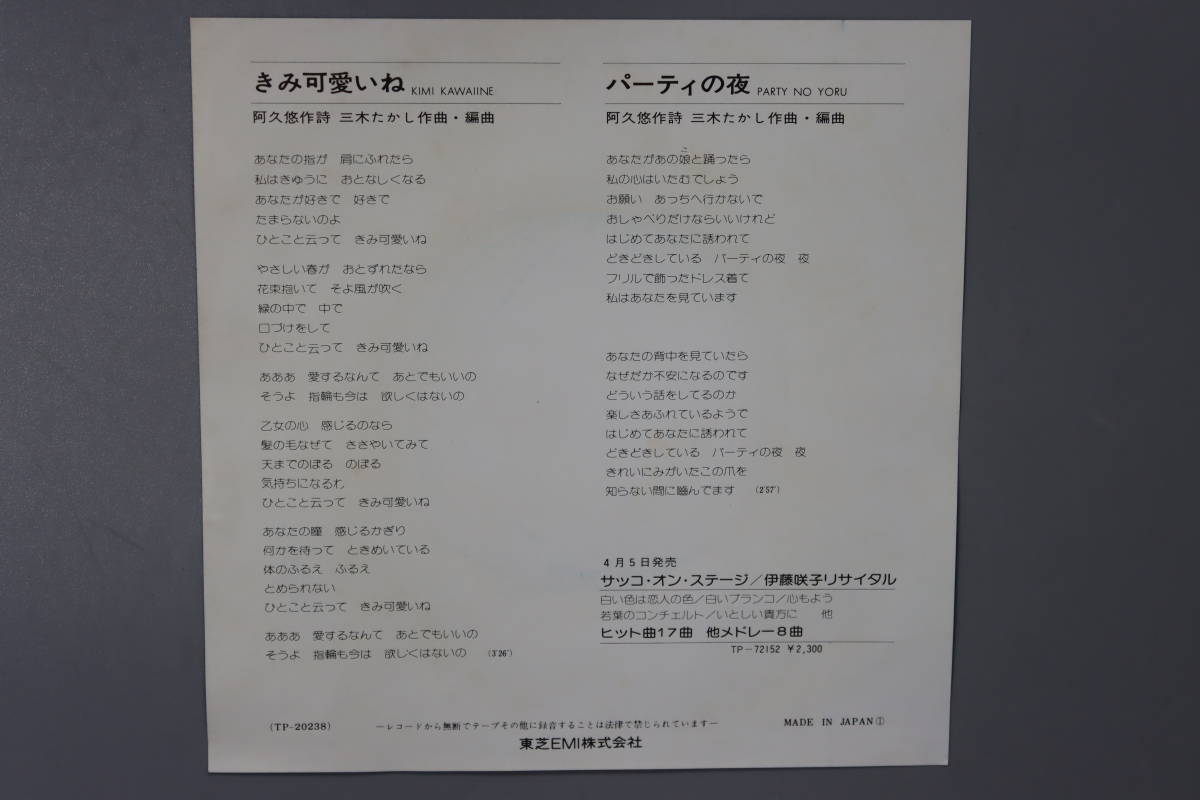 きみ可愛いね KIMI KAWAIINE
阿久悠作詩 三木たかし作曲・編曲
あなたの指が 肩にふれたら
私はきゅうに おとなしくなる
あなたが好きで 好きで
たまらないのよ
ひとこと云って きみ可愛いね
やさしい春が おとずれたなら
花束抱いて そよ風が吹く
緑の中で 中で
口づけをして
ひとこと云って きみ可愛いね
あああ 愛するなんて あとでもいいの
そうよ 指輪も今は 欲しくはないの
乙女の心 感じるのなら
髪の毛なぜて ささやいてみて
天までのぼる のぼる
気持ちになるわ
ひとこと云って きみ可愛いね
あなたの瞳 感じるかぎり
何かを待って ときめいている
体のふるえ ふるえ
とめられない
ひとこと云って きみ可愛いね
あああ 愛するなんて あとでもいいの
そうよ 指輪も今は 欲しくはないの (3'26")
パーティの夜 PARTY NO YORU
阿久悠作詩 三木たかし作曲・編曲
こ
あなたがあの娘と踊ったら
私の心はいたむでしょう
お願い あっちへ行かないで
おしゃべりだけならいいけれど
はじめてあなたに誘われて
どきどきしている パーティの夜 夜
フリルで飾ったドレス着て
私はあなたを見ています
あなたの背中を見ていたら
なぜだか不安になるのです
どういう話をしてるのか
楽しさあふれているようで
はじめてあなたに誘われて
どきどきしている パーティの夜 夜
きれいにみがいたこの爪を
知らない間に嚙んでます (2'57")
4月5日発売
サッコ・オン・ステージ/伊藤咲子リサイタル
白い色は恋人の色/白いブランコ/心もよう
若葉のコンチェルト/いとしい貴方に 他
ヒット曲17曲 他メドレー8曲
TP-72152 ¥2,300
(TP-20238) ―レコードから無断でテープその他に録音することは法律で禁じられています― MADE IN JAPAN①
東芝EMI株式会社